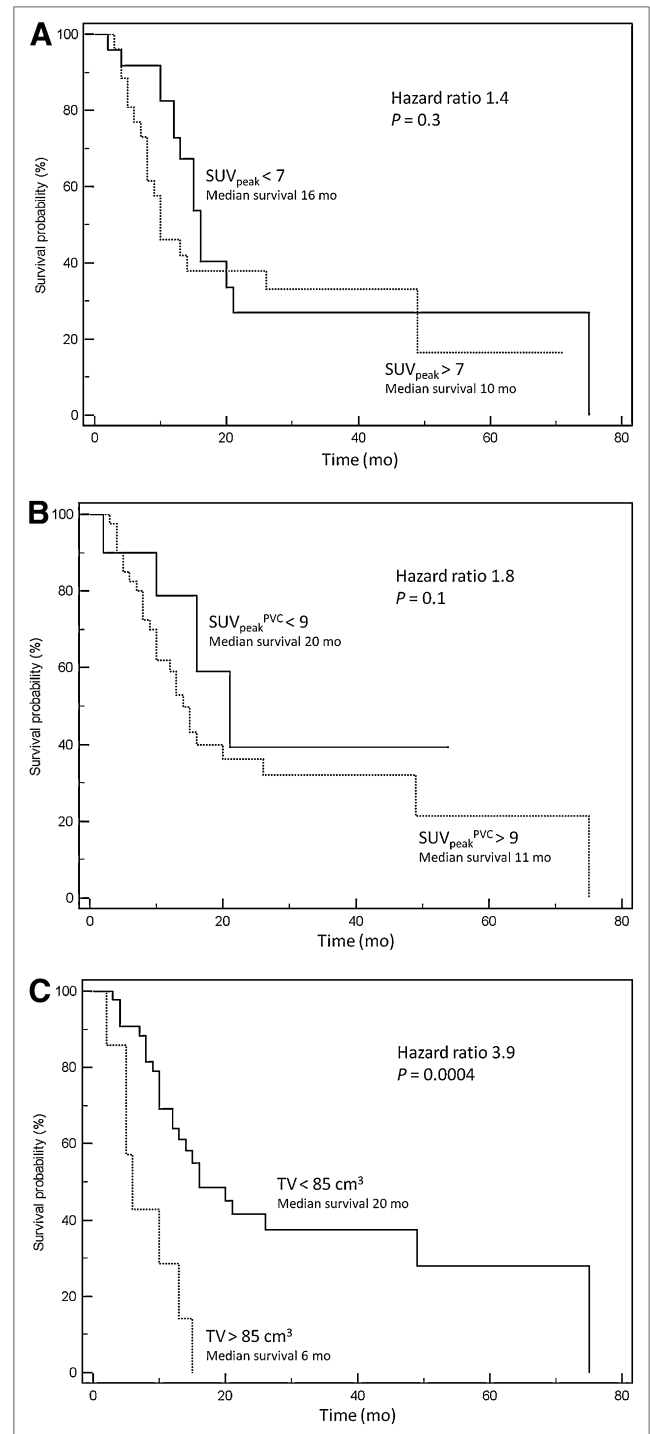 A
100
80
60
40
20
0
Survival probability (%)
Hazard ratio 1.4
P = 0.3
SUVpeak < 7
Median survival 16 mo
SUVpeak > 7
Median survival 10 mo
0 20 40 60 80
Time (mo)
B
100
80
60
40
20
0
Survival probability (%)
Hazard ratio 1.8
P = 0.1
SUVpeakPVC < 9
Median survival 20 mo
SUVpeakPVC > 9
Median survival 11 mo
0 20 40 60 80
Time (mo)
C
100
80
60
40
20
0
Survival probability (%)
Hazard ratio 3.9
P = 0.0004
TV < 85 cm³
Median survival 20 mo
TV > 85 cm³
Median survival 6 mo
0 20 40 60 80
Time (mo)